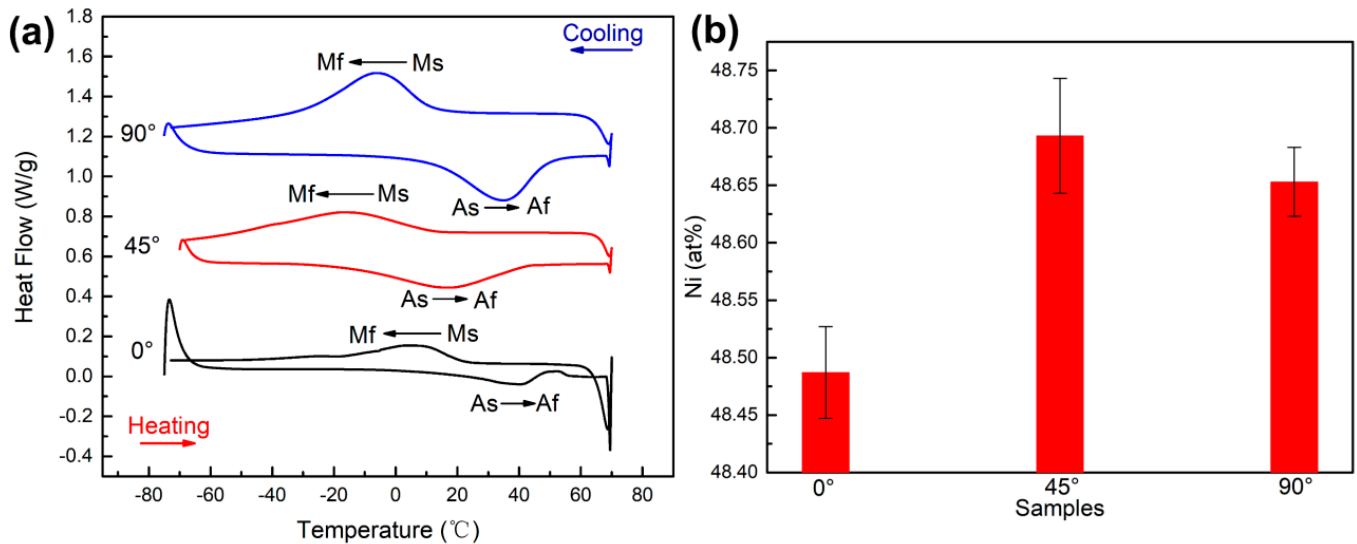 (a)
1.8
1.6
1.4
1.2
1.0
0.8
0.6
0.4
0.2
0.0
-0.2
-0.4
Heat Flow (W/g)
Cooling
Mf Ms
90°
As Af
Mf Ms
45°
As Af
Mf Ms
0°
As Af
Heating
-80 -60 -40 -20 0 20 40 60 80
Temperature (℃)
(b)
48.75
48.70
48.65
48.60
48.55
48.50
48.45
48.40
Ni (at%)
0° 45° 90°
Samples